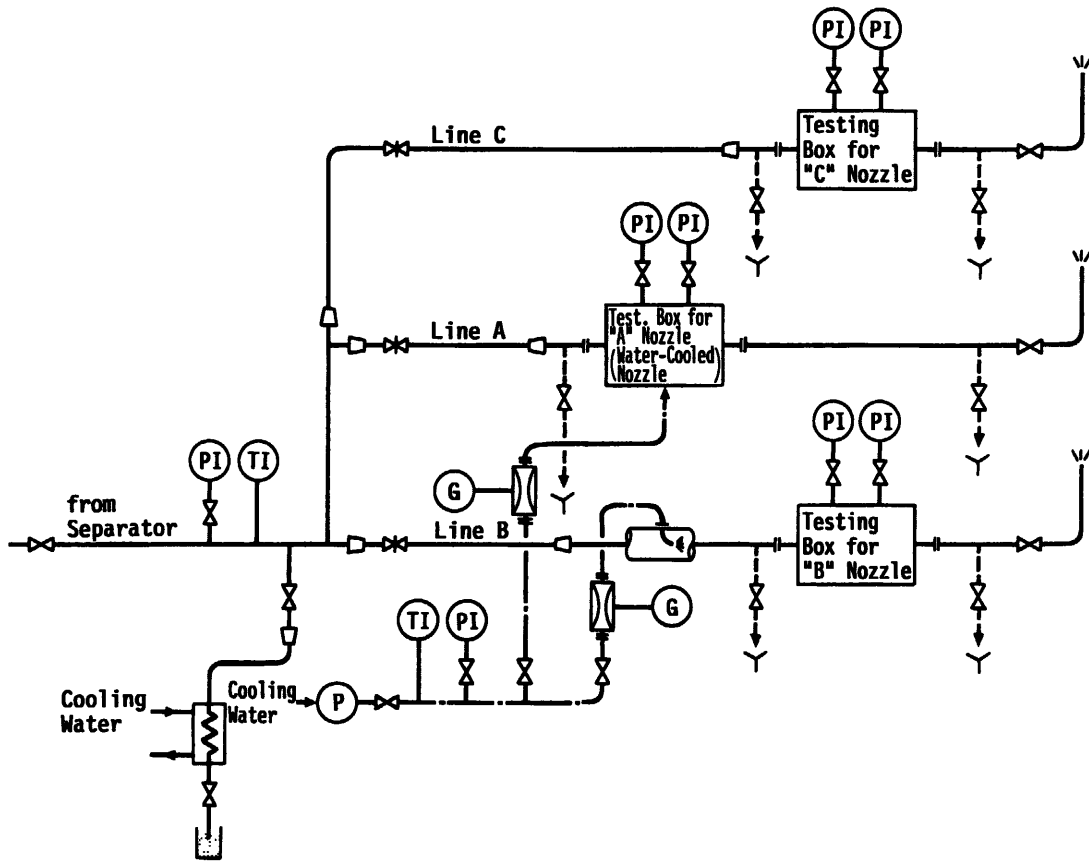 PI PI
Line C
Testing
Box for
"C" Nozzle
PI PI
Line A
Test. Box for
"A" Nozzle
(Water-Cooled)
Nozzle
PI TI
from
Separator
G
Line B
PI PI
Testing
Box for
"B" Nozzle
G
TI PI
Cooling
Water
Cooling
Water
P